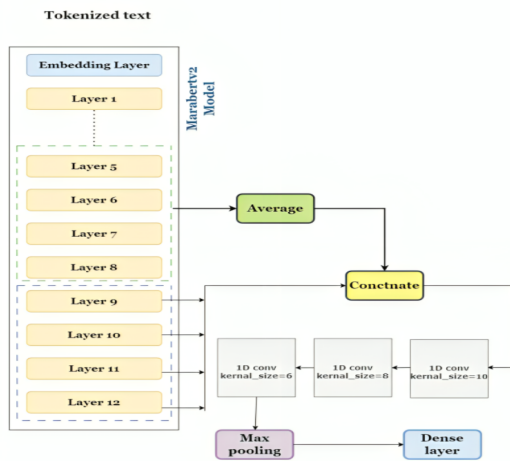 Tokenized text
Embedding Layer
Marabertv2
Model
Layer 1
Layer 5
Layer 6
Layer 7
Layer 8
Average
Layer 9
Layer 10
Layer 11
Layer 12
Conctnate
1D conv
kernal_size=6
1D conv
kernal_size=8
1D conv
kernal_size=10
Max
pooling
Dense
layer